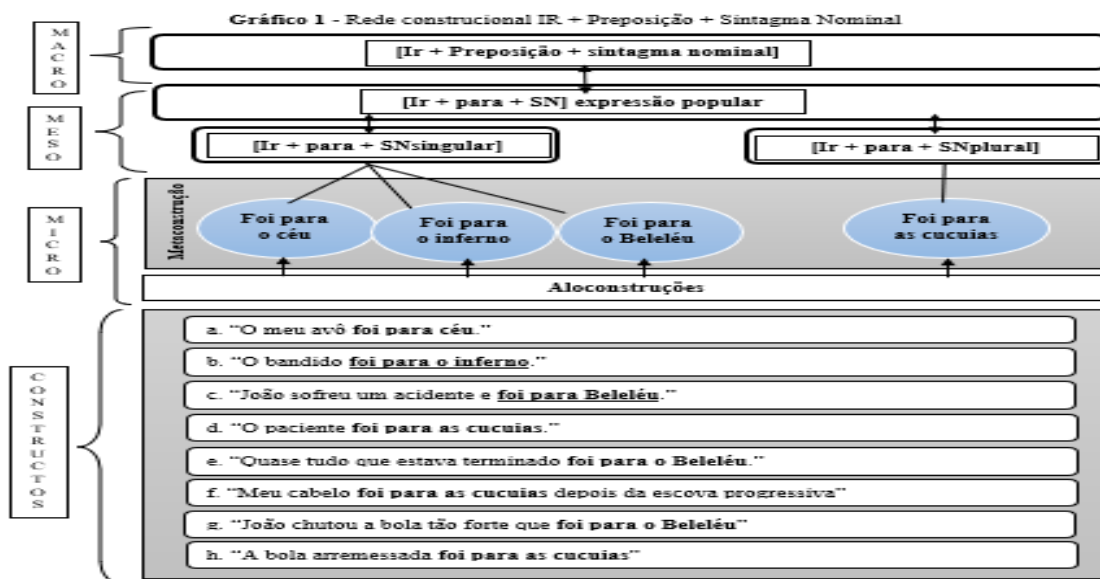 Gráfico 1 - Rede construcional IR + Preposição + Sintagma Nominal
MACRO
[Ir + Preposição + sintagma nominal]
MESO
[Ir + para + SN] expressão popular
[Ir + para + SNsingular]
[Ir + para + SNplural]
MICRO
Metaconstrução
Foi para
o céu
Foi para
o inferno
Foi para
o Beleléu
Foi para
as cucuias
Aloconstruções
CONSTRUCTOS
a. “O meu avô foi para céu.”
b. “O bandido foi para o inferno.”
c. “João sofreu um acidente e foi para Beleléu.”
d. “O paciente foi para as cucuias.”
e. “Quase tudo que estava terminado foi para o Beleléu.”
f. “Meu cabelo foi para as cucuias depois da escova progressiva”
g. “João chutou a bola tão forte que foi para o Beleléu”
h. “A bola arremessada foi para as cucuias”